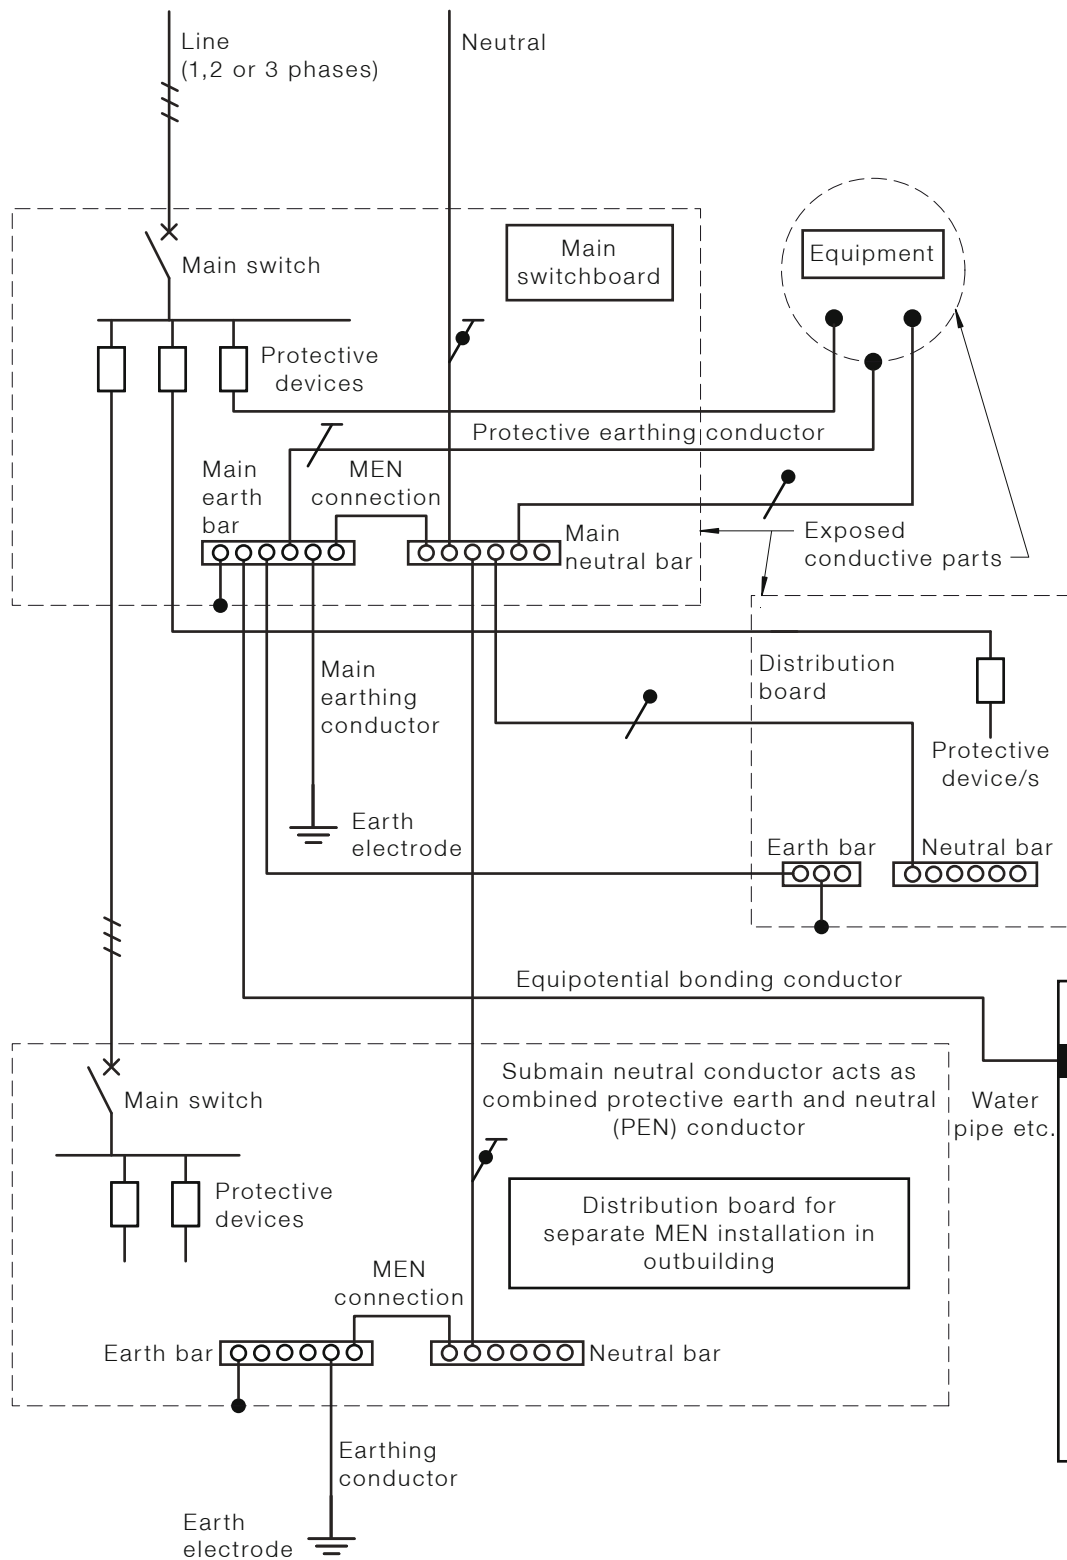 Line
(1,2 or 3 phases)
Neutral
Main switch
Main
switchboard
Equipment
Protective
devices
Protective earthing conductor
Main
earth
bar
MEN
connection
Main
neutral bar
Exposed
conductive parts
Main
earthing
conductor
Distribution
board
Protective
device/s
Earth
electrode
Earth bar
Neutral bar
Equipotential bonding conductor
Main switch
Submain neutral conductor acts as
combined protective earth and neutral
(PEN) conductor
Water
pipe etc.
Protective
devices
Distribution board for
separate MEN installation in
outbuilding
MEN
connection
Earth bar
Neutral bar
Earthing
conductor
Earth
electrode